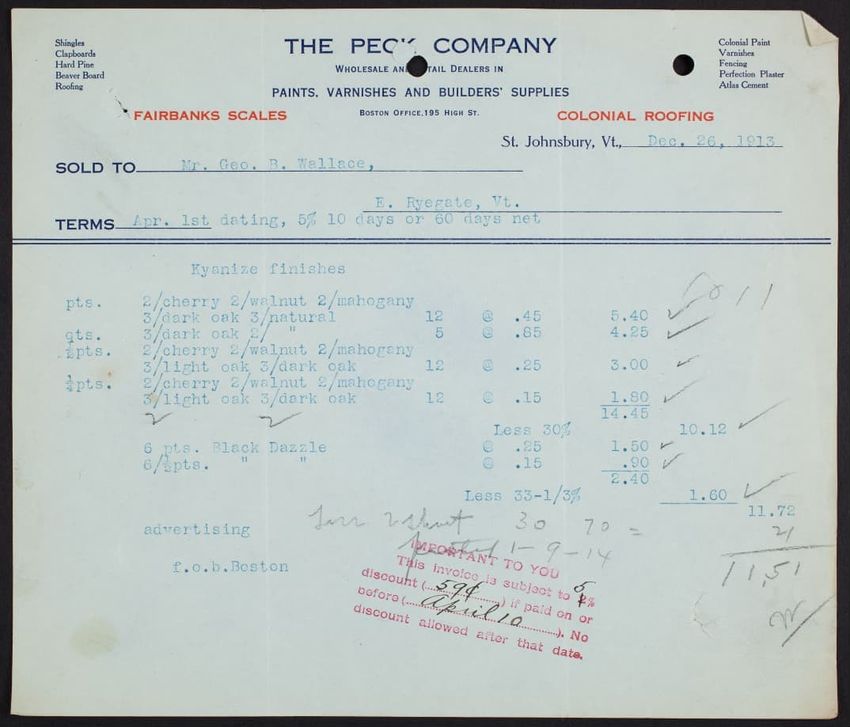 Shingles
Clapboards
Hard Pine
Beaver Board
Roofing
THE PECK COMPANY
WHOLESALE AND RETAIL DEALERS IN
PAINTS, VARNISHES AND BUILDERS' SUPPLIES
Colonial Paint
Varnishes
Fencing
Perfection Plaster
Atlas Cement
FAIRBANKS SCALES
BOSTON OFFICE, 195 HIGH ST.
COLONIAL ROOFING
St. Johnsbury, Vt., Dec. 26, 1913
SOLD TO Mr. Geo. B. Wallace,
E. Ryegate, Vt.
TERMS Apr. 1st dating, 5% 10 days or 60 days net
Kyanize finishes
pts. 2/cherry 2/walnut 2/mahogany
3/dark oak 3/natural 12 @ .45 5.40
qts. 3/dark oak 2/ " 5 @ .85 4.25
½pts. 2/cherry 2/walnut 2/mahogany
3/light oak 3/dark oak 12 @ .25 3.00
¼pts. 2/cherry 2/walnut 2/mahogany
3/light oak 3/dark oak 12 @ .15 1.80
2 2 14.45
Less 30% 10.12
6 pts. Black Dazzle @ .25 1.50
6/½pts. " " @ .15 .90
2.40
Less 33-1/3% 1.60
11.72
30 70 = 21
advertising
1-9-14
11,51
f.o.b. Boston
IMPORTANT TO YOU
This invoice is subject to 5%
discount (59¢) if paid on or
before (April 10). No
discount allowed after that date.